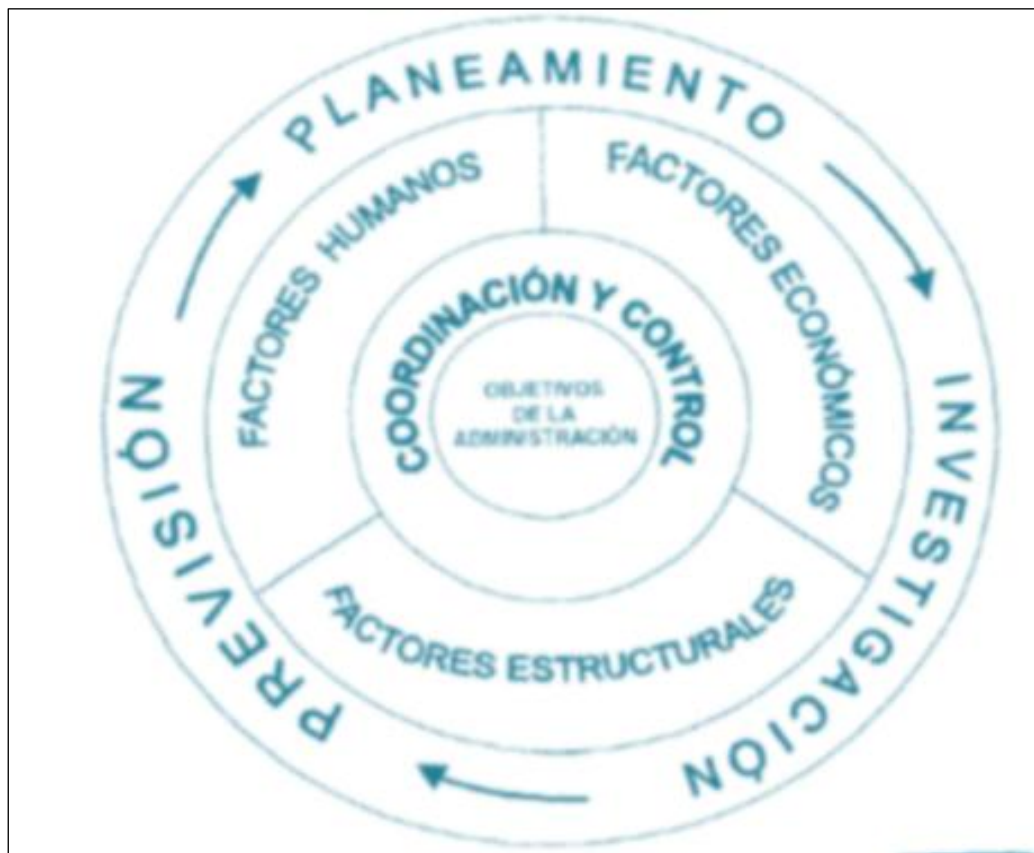 PLANEAMIENTO
INVESTIGACIÓN
PREVISIÓN
FACTORES HUMANOS
FACTORES ECONÓMICOS
FACTORES ESTRUCTURALES
COORDINACIÓN Y CONTROL
OBJETIVOS
DE LA
ADMINISTRACIÓN